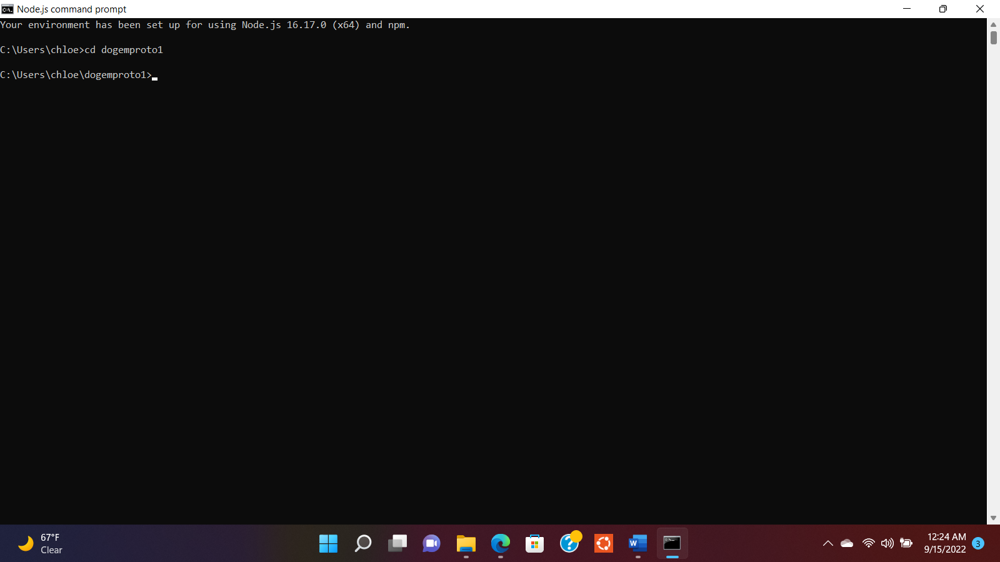 Node.js command prompt
Your environment has been set up for using Node.js 16.17.0 (x64) and npm.
C:\Users\chloe>cd dogemproto1
C:\Users\chloe\dogemproto1>
67°F
Clear
12:24 AM
9/15/2022
3